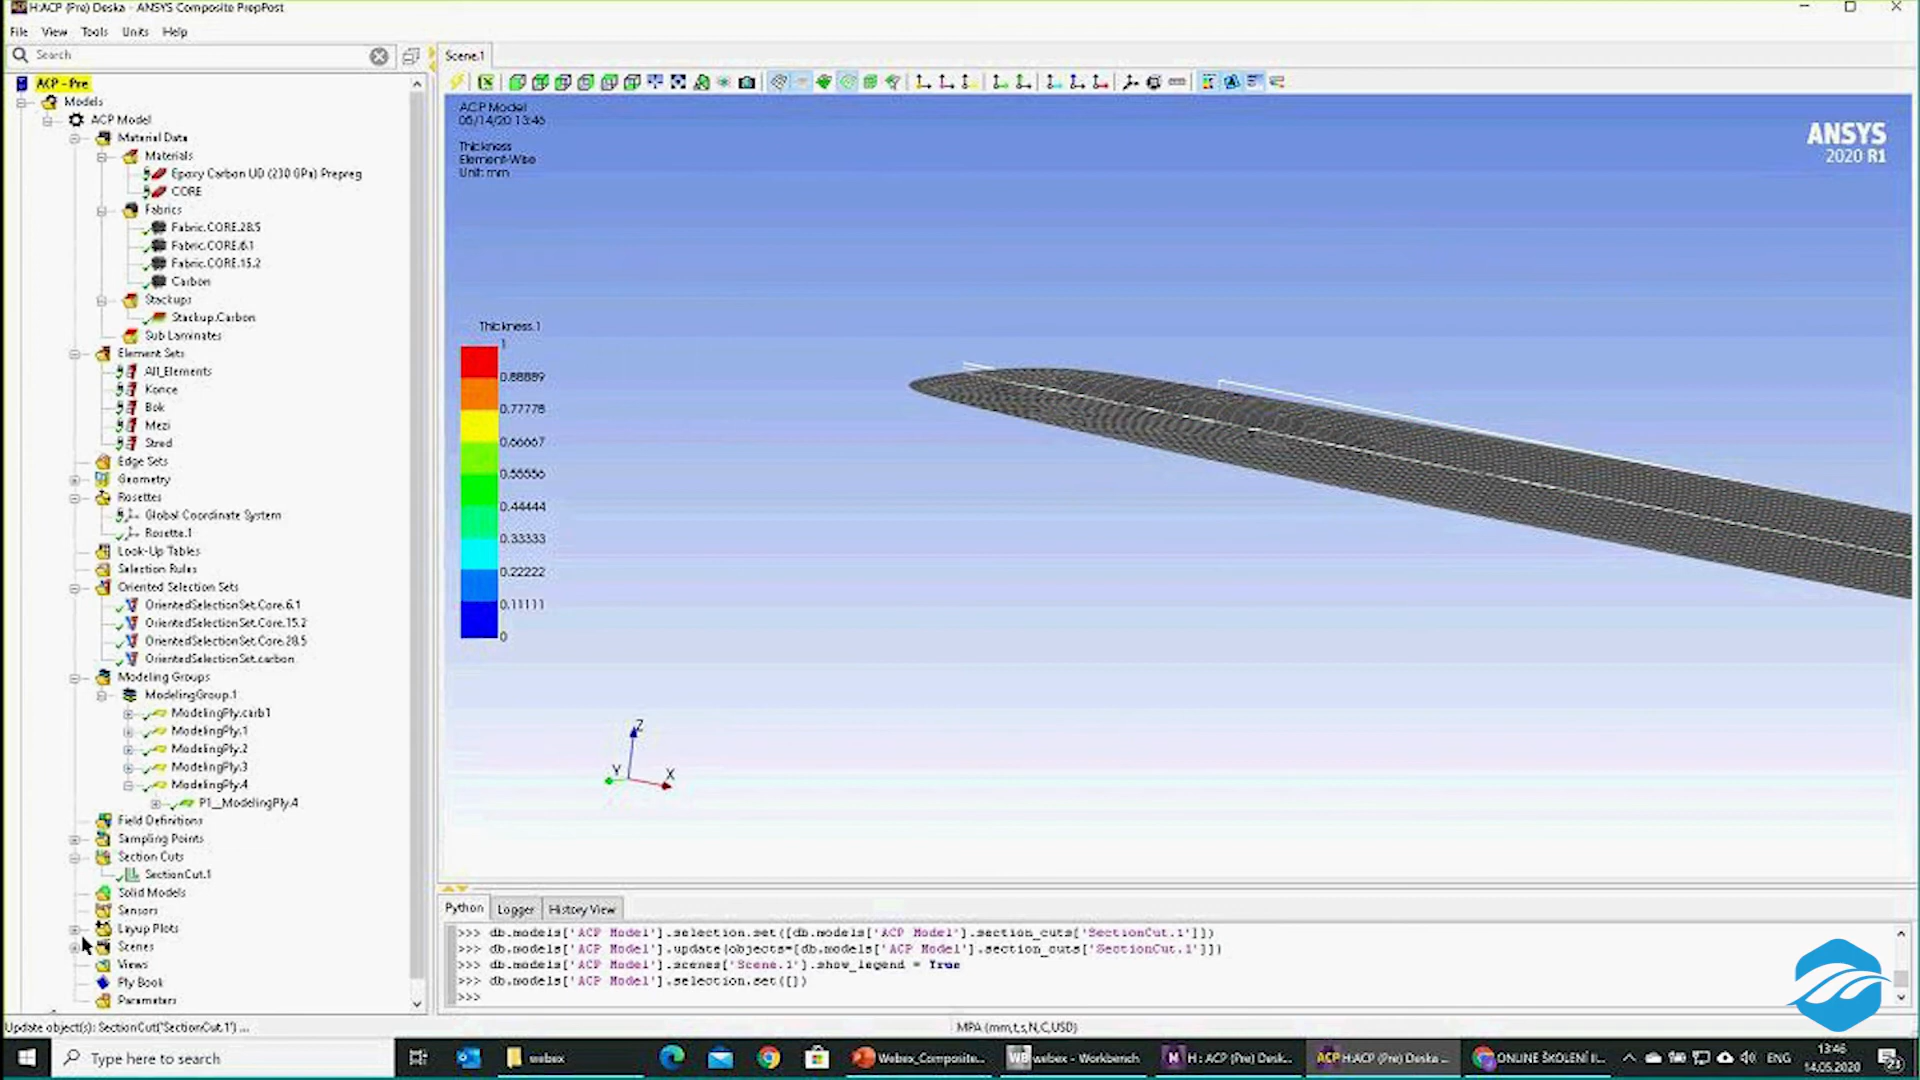 H:ACP (Pre) Deska - ANSYS Composite PrepPost
File View Tools Units Help
Search
ACP - Pre
Models
ACP Model
Material Data
Materials
Epoxy Carbon UD (230 GPa) Prepreg
CORE
Fabrics
Fabric.CORE.28.5
Fabric.CORE.6.1
Fabric.CORE.15.2
Carbon
Stackups
Stackup.Carbon
Sub Laminates
Element Sets
All_Elements
Konce
Bok
Mezi
Stred
Edge Sets
Geometry
Rosettes
Global Coordinate System
Rosette.1
Look-Up Tables
Selection Rules
Oriented Selection Sets
OrientedSelectionSet.Core.6.1
OrientedSelectionSet.Core.15.2
OrientedSelectionSet.Core.28.5
OrientedSelectionSet.carbon
Modeling Groups
ModelingGroup.1
ModelingPly.carb1
ModelingPly.1
ModelingPly.2
ModelingPly.3
ModelingPly.4
P1__ModelingPly.4
Field Definitions
Sampling Points
Section Cuts
SectionCut.1
Solid Models
Sensors
Layup Plots
Scenes
Views
Ply Book
Parameters
Update object(s): SectionCut('SectionCut.1') ...
Scene.1
ACP Model
05/14/20 13:46
Thickness
Element-Wise
Unit: mm
ANSYS
2020 R1
Thickness.1
1
0.88889
0.77778
0.66667
0.55556
0.44444
0.33333
0.22222
0.11111
0
Z
Y
X
Python Logger History View
>>> db.models['ACP Model'].selection.set([db.models['ACP Model'].section_cuts['SectionCut.1']])
>>> db.models['ACP Model'].update(objects=[db.models['ACP Model'].section_cuts['SectionCut.1']])
>>> db.models['ACP Model'].scenes['Scene.1'].show_legend = True
>>> db.models['ACP Model'].selection.set([])
>>>
MPA (mm,t,s,N,C,USD)
Type here to search
webex
Webex_Composite...
webex - Workbench
H : ACP (Pre) Desk...
H:ACP (Pre) Deska ...
ONLINE ŠKOLENÍ II...
ENG
13:46
14.05.2020